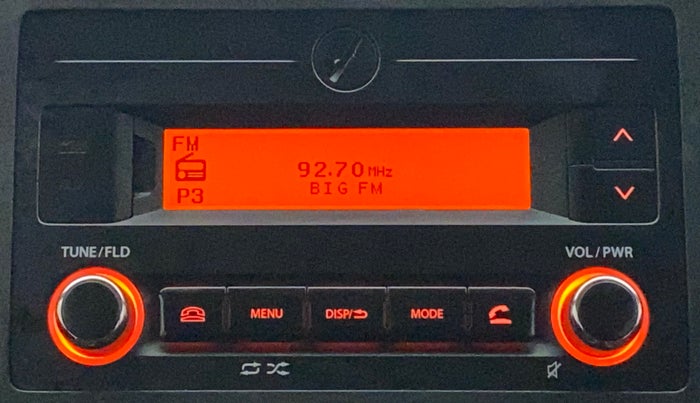 FM
92.70 MHz
P3
BIG FM
TUNE/FLD
VOL/PWR
MENU
DISP/
MODE